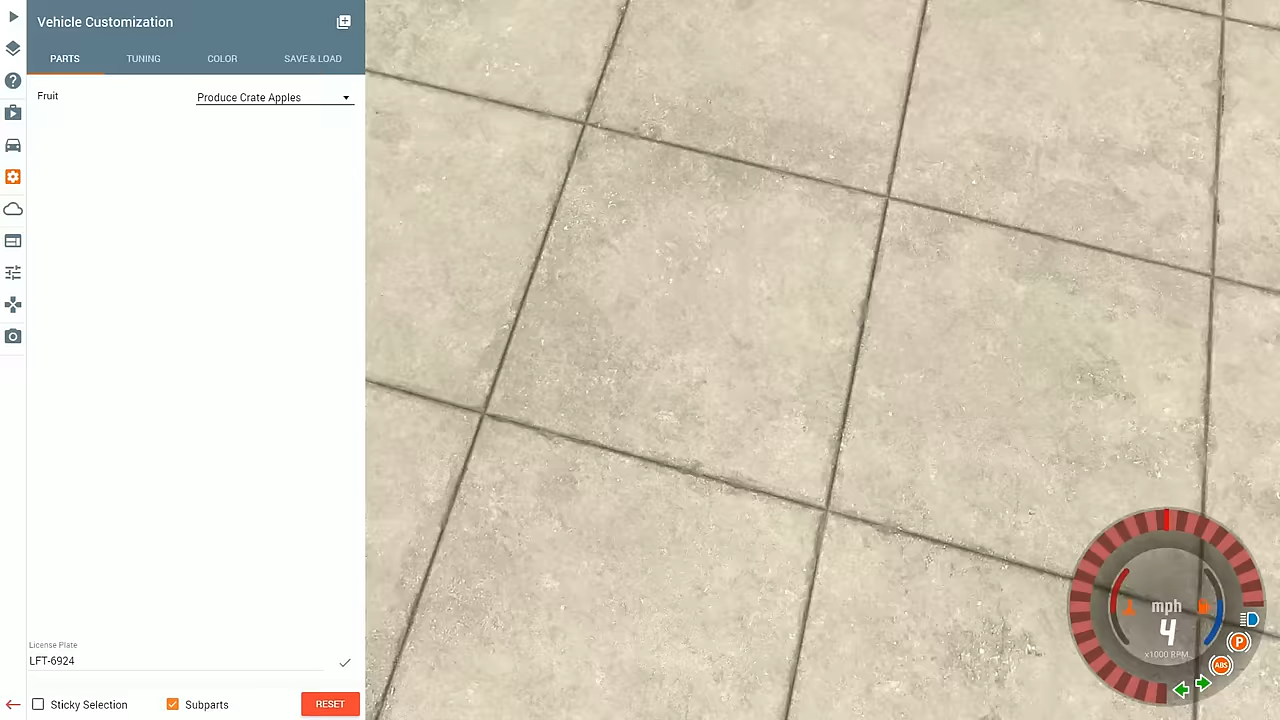 Vehicle Customization
PARTS TUNING COLOR SAVE & LOAD
Fruit Produce Crate Apples
mph
4
x1000 RPM
P
ABS
License Plate
LFT-6924
Sticky Selection Subparts RESET